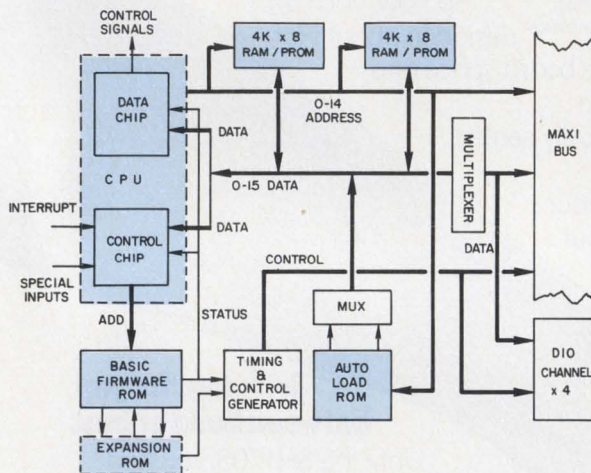 CONTROL
SIGNALS
4K x 8
RAM/PROM
4K x 8
RAM/PROM
DATA
CHIP
0-14
ADDRESS
DATA
MAXI
BUS
MULTIPLEXER
CPU
0-15 DATA
INTERRUPT
DATA
DATA
CONTROL
CHIP
CONTROL
SPECIAL
INPUTS
STATUS
MUX
ADD
BASIC
FIRMWARE
ROM
TIMING
&
CONTROL
GENERATOR
AUTO
LOAD
ROM
DIO
CHANNEL
x 4
EXPANSION
ROM